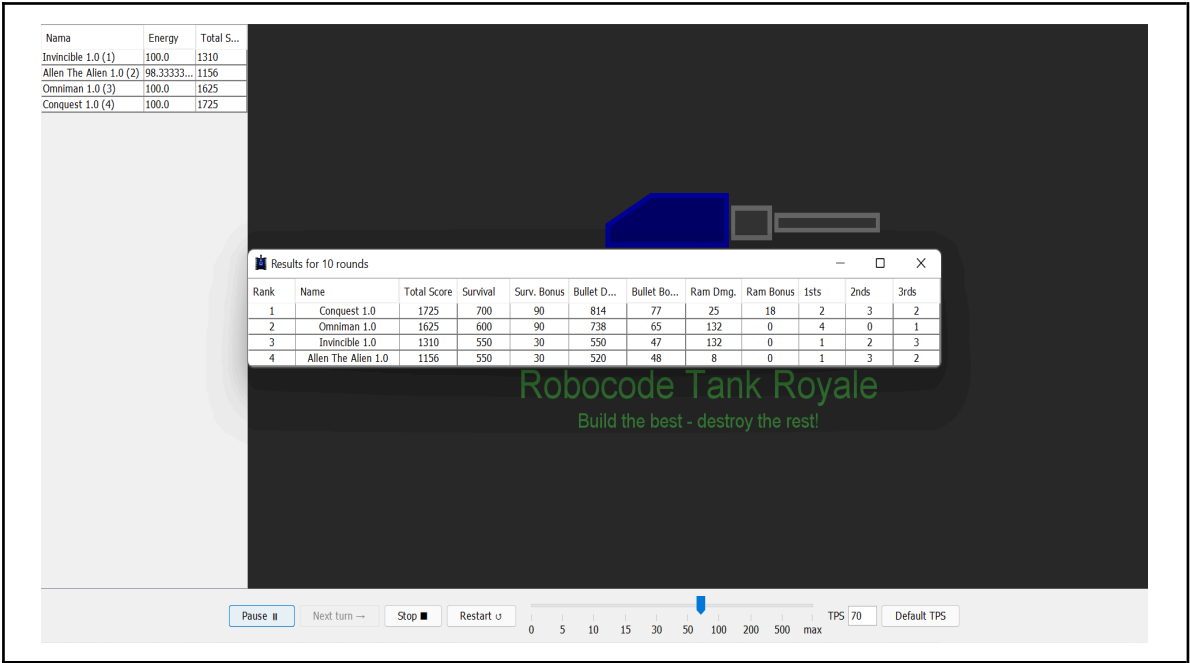 Nama Energy Total S...
Invincible 1.0 (1) 100.0 1310
Allen The Alien 1.0 (2) 98.33333... 1156
Omniman 1.0 (3) 100.0 1625
Conquest 1.0 (4) 100.0 1725
Results for 10 rounds
Rank Name Total Score Survival Surv. Bonus Bullet D... Bullet Bo... Ram Dmg. Ram Bonus 1sts 2nds 3rds
1 Conquest 1.0 1725 700 90 814 77 25 18 2 3 2
2 Omniman 1.0 1625 600 90 738 65 132 0 4 0 1
3 Invincible 1.0 1310 550 30 550 47 132 0 1 2 3
4 Allen The Alien 1.0 1156 550 30 520 48 8 0 1 3 2
Robocode Tank Royale
Build the best - destroy the rest!
Pause Next turn → Stop ■ Restart ↺ TPS 70 Default TPS
0 5 10 15 30 50 100 200 500 max